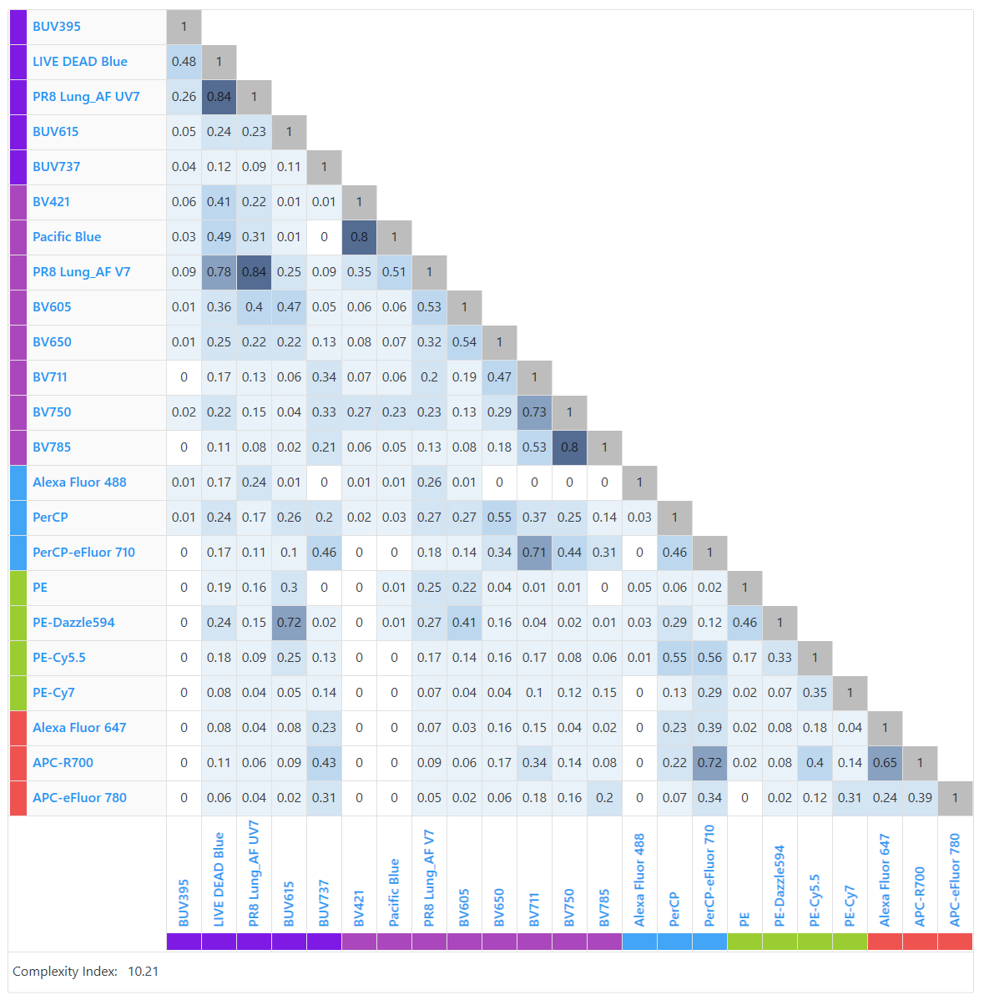 BUV395 1
LIVE DEAD Blue 0.48 1
PR8 Lung_AF UV7 0.26 0.84 1
BUV615 0.05 0.24 0.23 1
BUV737 0.04 0.12 0.09 0.11 1
BV421 0.06 0.41 0.22 0.01 0.01 1
Pacific Blue 0.03 0.49 0.31 0.01 0 0.8 1
PR8 Lung_AF V7 0.09 0.78 0.84 0.25 0.09 0.35 0.51 1
BV605 0.01 0.36 0.4 0.47 0.05 0.06 0.06 0.53 1
BV650 0.01 0.25 0.22 0.22 0.13 0.08 0.07 0.32 0.54 1
BV711 0 0.17 0.13 0.06 0.34 0.07 0.06 0.2 0.19 0.47 1
BV750 0.02 0.22 0.15 0.04 0.33 0.27 0.23 0.23 0.13 0.29 0.73 1
BV785 0 0.11 0.08 0.02 0.21 0.06 0.05 0.13 0.08 0.18 0.53 0.8 1
Alexa Fluor 488 0.01 0.17 0.24 0.01 0 0.01 0.01 0.26 0.01 0 0 0 0 1
PerCP 0.01 0.24 0.17 0.26 0.2 0.02 0.03 0.27 0.27 0.55 0.37 0.25 0.14 0.03 1
PerCP-eFluor 710 0 0.17 0.11 0.1 0.46 0 0 0.18 0.14 0.34 0.71 0.44 0.31 0 0.46 1
PE 0 0.19 0.16 0.3 0 0 0.01 0.25 0.22 0.04 0.01 0.01 0 0.05 0.06 0.02 1
PE-Dazzle594 0 0.24 0.15 0.72 0.02 0 0.01 0.27 0.41 0.16 0.04 0.02 0.01 0.03 0.29 0.12 0.46 1
PE-Cy5.5 0 0.18 0.09 0.25 0.13 0 0 0.17 0.14 0.16 0.17 0.08 0.06 0.01 0.55 0.56 0.17 0.33 1
PE-Cy7 0 0.08 0.04 0.05 0.14 0 0 0.07 0.04 0.04 0.1 0.12 0.15 0 0.13 0.29 0.02 0.07 0.35 1
Alexa Fluor 647 0 0.08 0.04 0.08 0.23 0 0 0.07 0.03 0.16 0.15 0.04 0.02 0 0.23 0.39 0.02 0.08 0.18 0.04 1
APC-R700 0 0.11 0.06 0.09 0.43 0 0 0.09 0.06 0.17 0.34 0.14 0.08 0 0.22 0.72 0.02 0.08 0.4 0.14 0.65 1
APC-eFluor 780 0 0.06 0.04 0.02 0.31 0 0 0.05 0.02 0.06 0.18 0.16 0.2 0 0.07 0.34 0 0.02 0.12 0.31 0.24 0.39 1
BUV395
LIVE DEAD Blue
PR8 Lung_AF UV7
BUV615
BUV737
BV421
Pacific Blue
PR8 Lung_AF V7
BV605
BV650
BV711
BV750
BV785
Alexa Fluor 488
PerCP
PerCP-eFluor 710
PE
PE-Dazzle594
PE-Cy5.5
PE-Cy7
Alexa Fluor 647
APC-R700
APC-eFluor 780
Complexity Index: 10.21